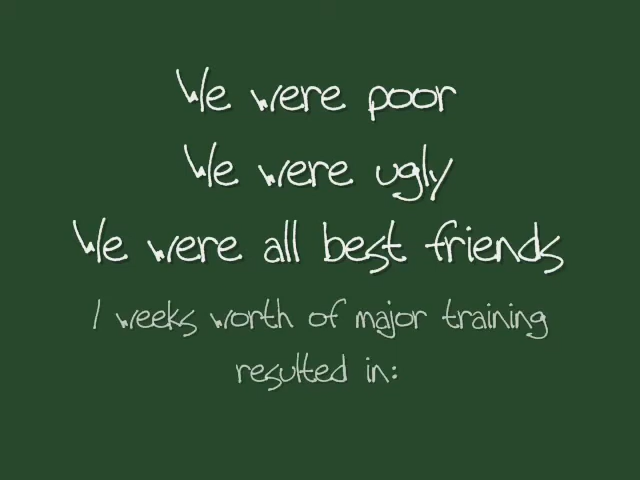 We were poor
We were ugly
We were all best friends
1 weeks worth of major training
resulted in: